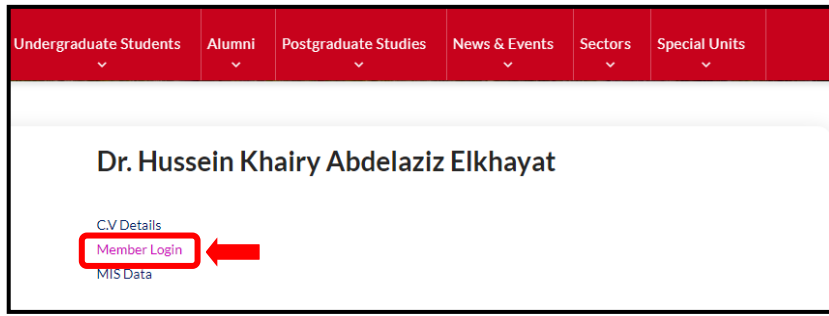 Undergraduate Students Alumni Postgraduate Studies News & Events Sectors Special Units
Dr. Hussein Khairy Abdelaziz Elkhayat
C.V Details
Member Login
MIS Data